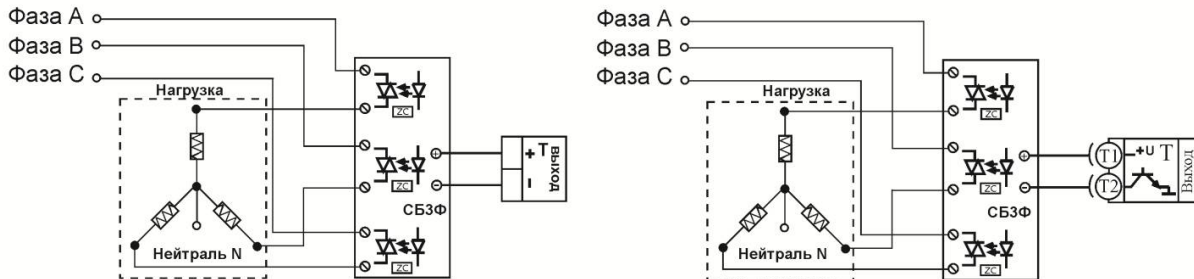 Фаза A
Фаза B
Фаза C
Нагрузка
ZC
ZC
ZC
Нейтраль N
СБ3Ф
+
−
+ T
−
ВЫХОД
Фаза A
Фаза B
Фаза C
Нагрузка
ZC
ZC
ZC
Нейтраль N
СБ3Ф
+
−
T1
T2
+U T
Выход